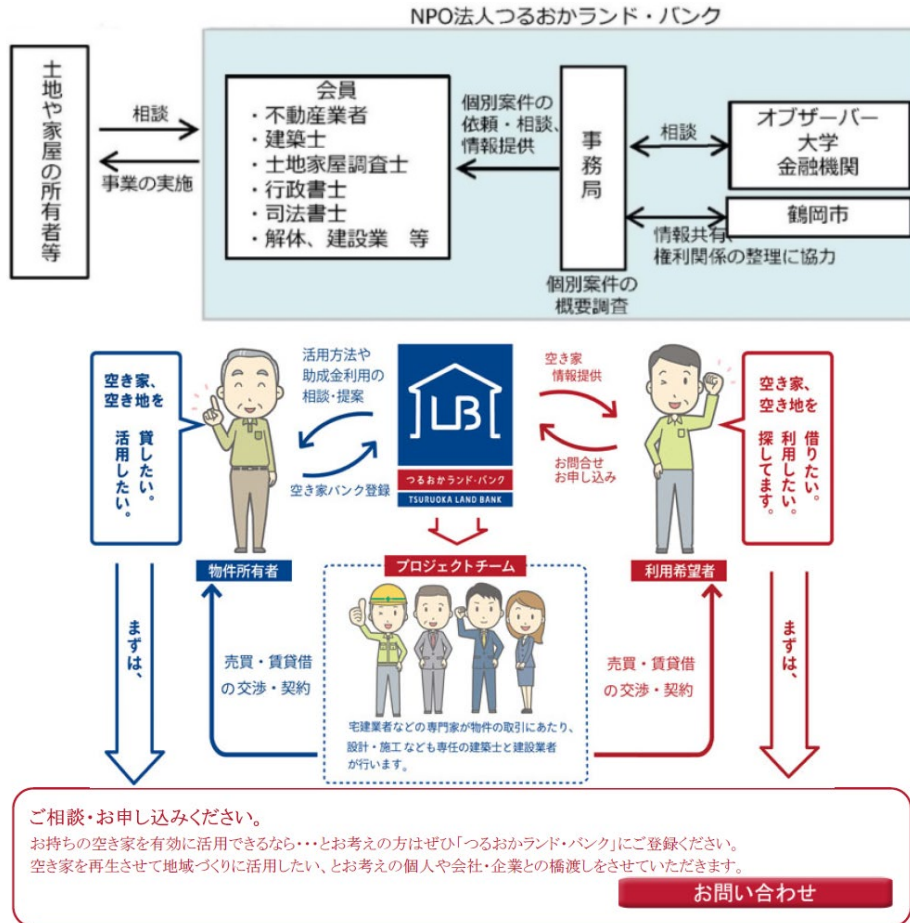 NPO法人つるおかランド・バンク
土地や家屋の所有者等
相談
事業の実施
会員
・不動産業者
・建築士
・土地家屋調査士
・行政書士
・司法書士
・解体、建設業　等
個別案件の
依頼・相談、
情報提供
事務局
個別案件の
概要調査
相談
オブザーバー
大学
金融機関
鶴岡市
情報共有、
権利関係の整理に協力
空き家、
空き地を
貸したい。
活用したい。
活用方法や
助成金利用の
相談・提案
空き家バンク登録
LB
つるおかランド・バンク
TSURUOKA LAND BANK
空き家
情報提供
お問合せ
お申し込み
空き家、
空き地を
借りたい。
利用したい。
探してます。
物件所有者
プロジェクトチーム
利用希望者
まずは、
売買・賃貸借
の交渉・契約
宅建業者などの専門家が物件の取引にあたり、
設計・施工なども専任の建築士と建設業者
が行います。
売買・賃貸借
の交渉・契約
まずは、
ご相談・お申し込みください。
お持ちの空き家を有効に活用できるなら・・・とお考えの方はぜひ「つるおかランド・バンク」にご登録ください。
空き家を再生させて地域づくりに活用したい、とお考えの個人や会社・企業との橋渡しをさせていただきます。
お問い合わせ